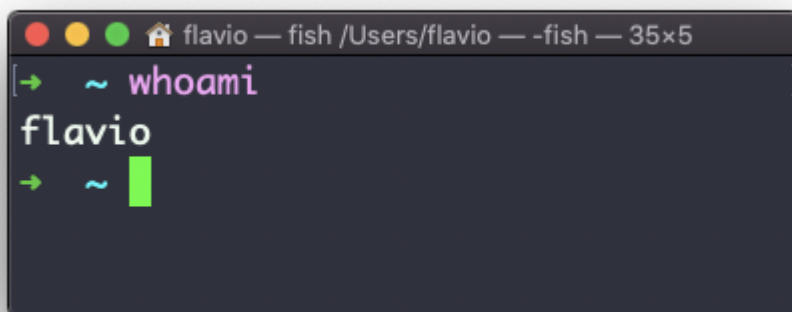 flavio — fish /Users/flavio — -fish — 35×5
[➜ ~ whoami
flavio
➜ ~